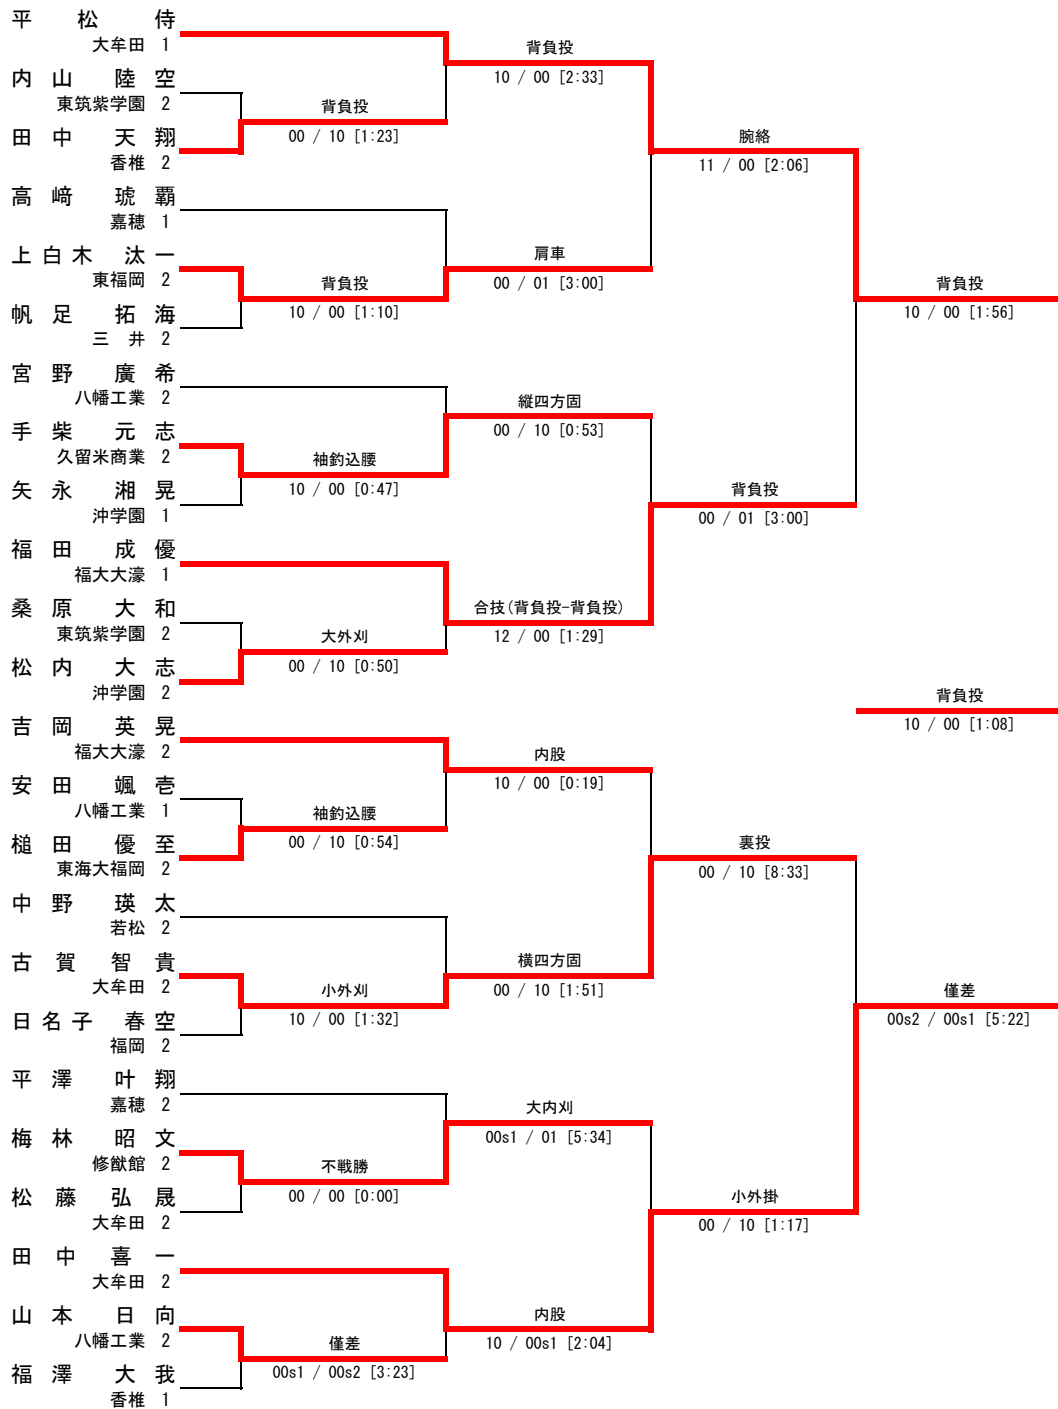 平松侍
大牟田 1
内山陸空
東筑紫学園 2
田中天翔
香椎 2
高﨑琥覇
嘉穂 1
上白木汰一
東福岡 2
帆足拓海
三井 2
宮野廣希
八幡工業 2
手柴元志
久留米商業 2
矢永湘晃
沖学園 1
福田成優
福大大濠 1
桑原大和
東筑紫学園 2
松内大志
沖学園 2
吉岡英晃
福大大濠 2
安田颯壱
八幡工業 1
槌田優至
東海大福岡 2
中野瑛太
若松 2
古賀智貴
大牟田 2
日名子春空
福岡 2
平澤叶翔
嘉穂 2
梅林昭文
修猷館 2
松藤弘晟
大牟田 2
田中喜一
大牟田 2
山本日向
八幡工業 2
福澤大我
香椎 1
背負投
00 / 10 [1:23]
背負投
10 / 00 [1:10]
袖釣込腰
10 / 00 [0:47]
大外刈
00 / 10 [0:50]
袖釣込腰
00 / 10 [0:54]
小外刈
10 / 00 [1:32]
不戦勝
00 / 00 [0:00]
僅差
00s1 / 00s2 [3:23]
背負投
10 / 00 [2:33]
肩車
00 / 01 [3:00]
縦四方固
00 / 10 [0:53]
合技(背負投-背負投)
12 / 00 [1:29]
内股
10 / 00 [0:19]
横四方固
00 / 10 [1:51]
大内刈
00s1 / 01 [5:34]
内股
10 / 00s1 [2:04]
腕絡
11 / 00 [2:06]
背負投
00 / 01 [3:00]
裏投
00 / 10 [8:33]
小外掛
00 / 10 [1:17]
背負投
10 / 00 [1:56]
僅差
00s2 / 00s1 [5:22]
背負投
10 / 00 [1:08]